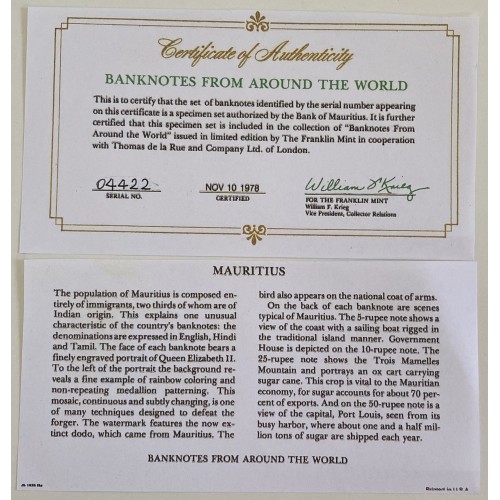 Certificate of Authenticity
BANKNOTES FROM AROUND THE WORLD
This is to certify that the set of banknotes identified by the serial number appearing
on this certificate is a specimen set authorized by the Bank of Mauritius. It is further
certified that this specimen set is included in the collection of "Banknotes From
Around the World" issued in limited edition by The Franklin Mint in cooperation
with Thomas de la Rue and Company Ltd. of London.
04422
SERIAL NO.
NOV 10 1978
CERTIFIED
William F. Krieg
FOR THE FRANKLIN MINT
William F. Krieg
Vice President, Collector Relations
MAURITIUS
The population of Mauritius is composed en-
tirely of immigrants, two thirds of whom are of
Indian origin. This explains one unusual
characteristic of the country's banknotes: the
denominations are expressed in English, Hindi
and Tamil. The face of each banknote bears a
finely engraved portrait of Queen Elizabeth II.
To the left of the portrait the background re-
veals a fine example of rainbow coloring and
non-repeating medallion patterning. This
mosaic, continuous and subtly changing, is one
of many techniques designed to defeat the
forger. The watermark features the now ex-
tinct dodo, which came from Mauritius. The
bird also appears on the national coat of arms.
On the back of each banknote are scenes
typical of Mauritius. The 5-rupee note shows a
view of the coast with a sailing boat rigged in
the traditional island manner. Government
House is depicted on the 10-rupee note. The
25-rupee note shows the Trois Mamelles
Mountain and portrays an ox cart carrying
sugar cane. This crop is vital to the Mauritian
economy, for sugar accounts for about 70 per-
cent of exports. And on the 50-rupee note is a
view of the capital, Port Louis, seen from its
busy harbor, where about one and a half mil-
lion tons of sugar are shipped each year.
BANKNOTES FROM AROUND THE WORLD